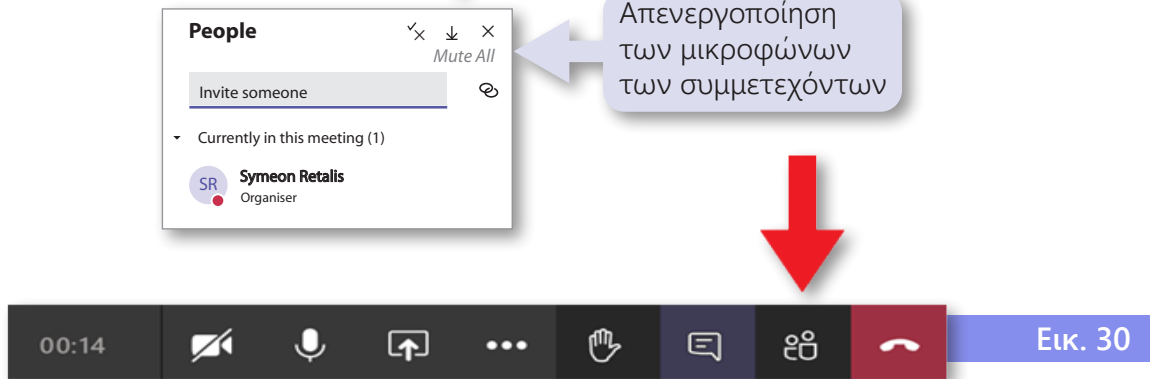 People
Mute All
Invite someone
Currently in this meeting (1)
SR
Symeon Retalis
Organiser
Απενεργοποίηση
των μικροφώνων
των συμμετεχόντων
00:14
Εικ. 30